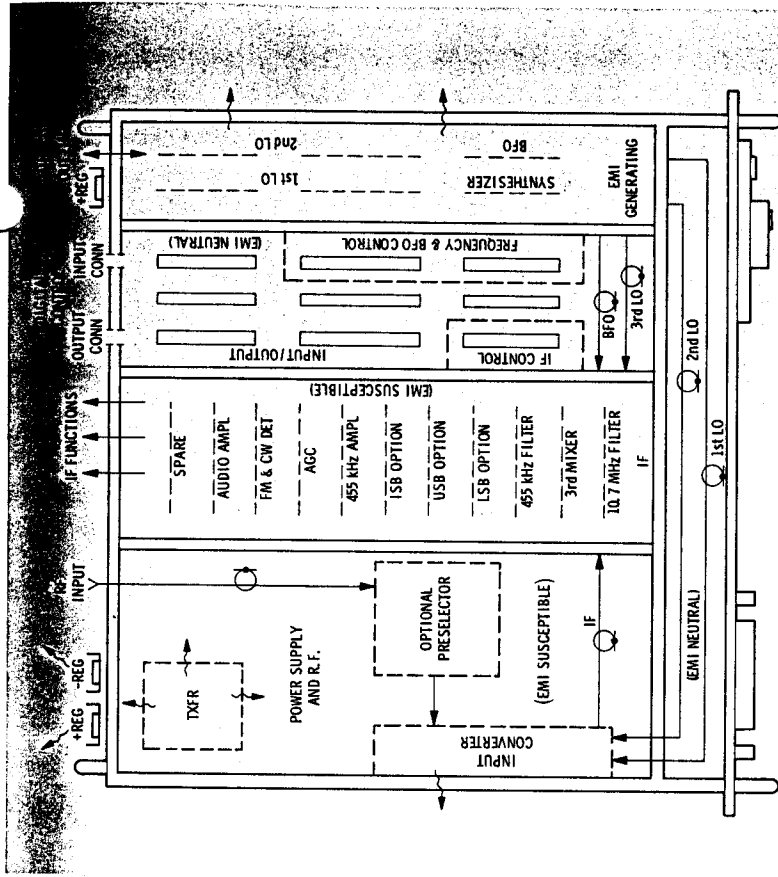 +REG
-REG
RF
INPUT
IF FUNCTIONS
OUTPUT
CONN
INPUT
CONN
+REG
TXFR
POWER SUPPLY
AND R.F.
OPTIONAL
PRESELECTOR
INPUT
CONVERTER
(EMI SUSCEPTIBLE)
IF
SPARE
AUDIO AMPL
FM & CW DET
AGC
455 kHz AMPL
ISB OPTION
USB OPTION
LSB OPTION
455 kHz FILTER
3rd MIXER
10.7 MHz FILTER
IF
(EMI SUSCEPTIBLE)
INPUT/OUTPUT
IF CONTROL
(EMI NEUTRAL)
FREQUENCY & BFO CONTROL
BFO
3rd LO
1st LO
2nd LO
SYNTHESIZER
BFO
EMI
GENERATING
(EMI NEUTRAL)
2nd LO
1st LO